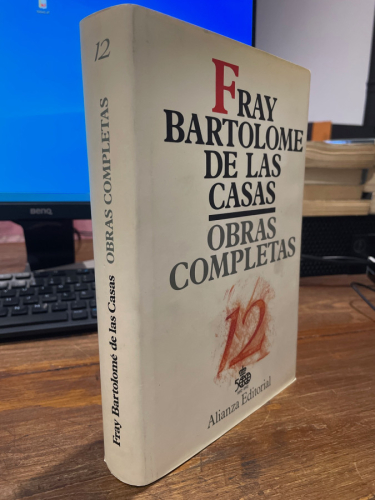 12
OBRAS COMPLETAS
Fray Bartolomé de las Casas
FRAY
BARTOLOME
DE LAS
CASAS
OBRAS
COMPLETAS
12
Alianza Editorial
BENQ